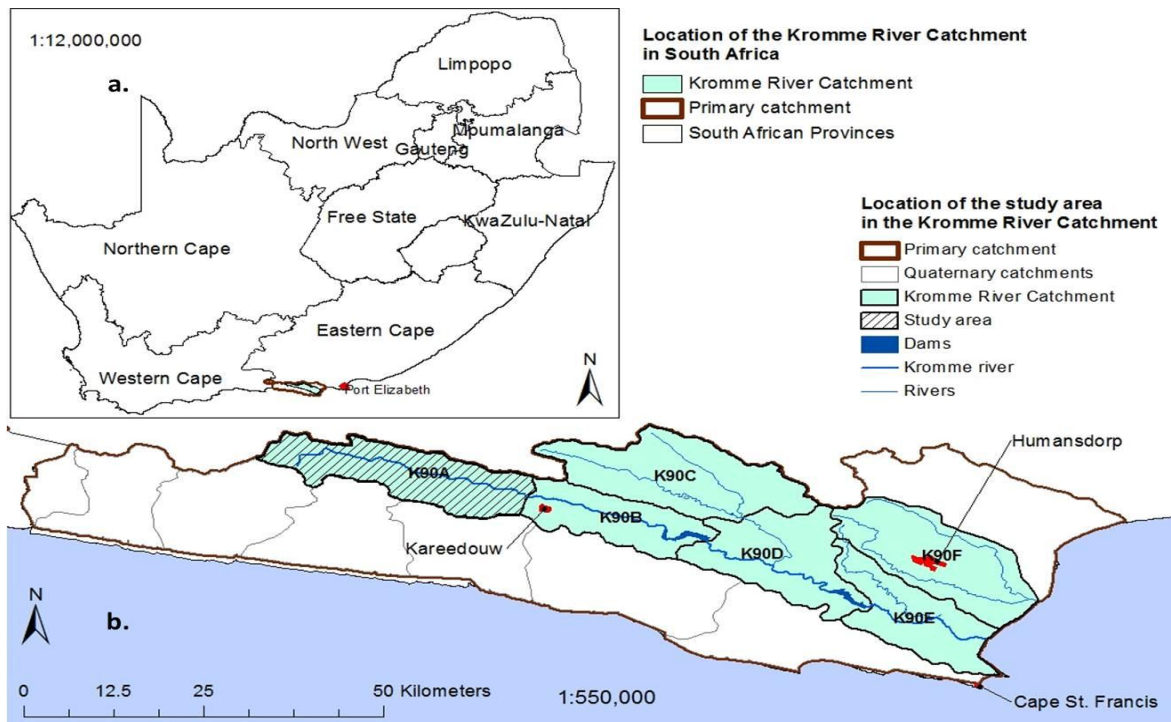 1:12,000,000
a.
Limpopo
Mpumalanga
North West
Gauteng
Free State
KwaZulu-Natal
Northern Cape
Eastern Cape
Western Cape
Port Elizabeth
N
Location of the Kromme River Catchment
in South Africa
Kromme River Catchment
Primary catchment
South African Provinces
Location of the study area
in the Kromme River Catchment
Primary catchment
Quaternary catchments
Kromme River Catchment
Study area
Dams
Kromme river
Rivers
Humansdorp
K90A
K90C
K90B
Kareedouw
K90D
K90F
K90E
N
b.
0 12.5 25 50 Kilometers
1:550,000
Cape St. Francis